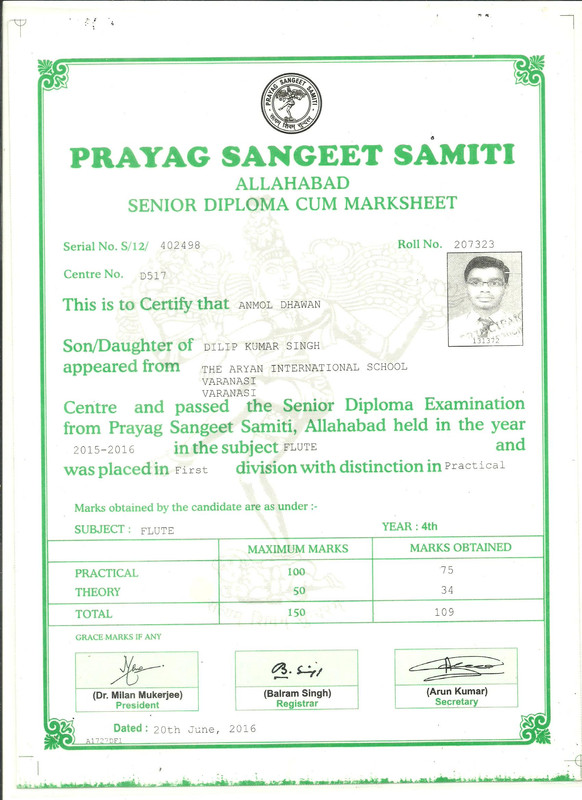 PRAYAG SANGEET SAMITI
PRAYAG SANGEET SAMITI
ALLAHABAD
SENIOR DIPLOMA CUM MARKSHEET
Serial No. S/12/ 402498 Roll No. 207323
Centre No. D517
This is to Certify that ANMOL DHAWAN
131372
Son/Daughter of DILIP KUMAR SINGH
appeared from THE ARYAN INTERNATIONAL SCHOOL
VARANASI
VARANASI
Centre and passed the Senior Diploma Examination
from Prayag Sangeet Samiti, Allahabad held in the year
2015-2016 in the subject FLUTE and
was placed in First division with distinction in Practical
Marks obtained by the candidate are as under :-
SUBJECT : FLUTE YEAR : 4th
MAXIMUM MARKS MARKS OBTAINED
PRACTICAL 100 75
THEORY 50 34
TOTAL 150 109
GRACE MARKS IF ANY
B. Singh
(Dr. Milan Mukerjee) (Balram Singh) (Arun Kumar)
President Registrar Secretary
Dated : 20th June, 2016